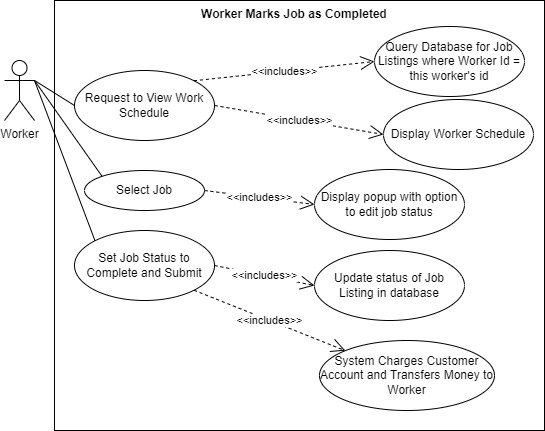 Worker Marks Job as Completed
Query Database for Job
Listings where Worker Id =
this worker's id
<<includes>>
Request to View Work
Schedule
<<includes>>
Worker
Display Worker Schedule
Select Job
<<includes>>
Display popup with option
to edit job status
Set Job Status to
Complete and Submit
<<includes>>
Update status of Job
Listing in database
<<includes>>
System Charges Customer
Account and Transfers Money to
Worker